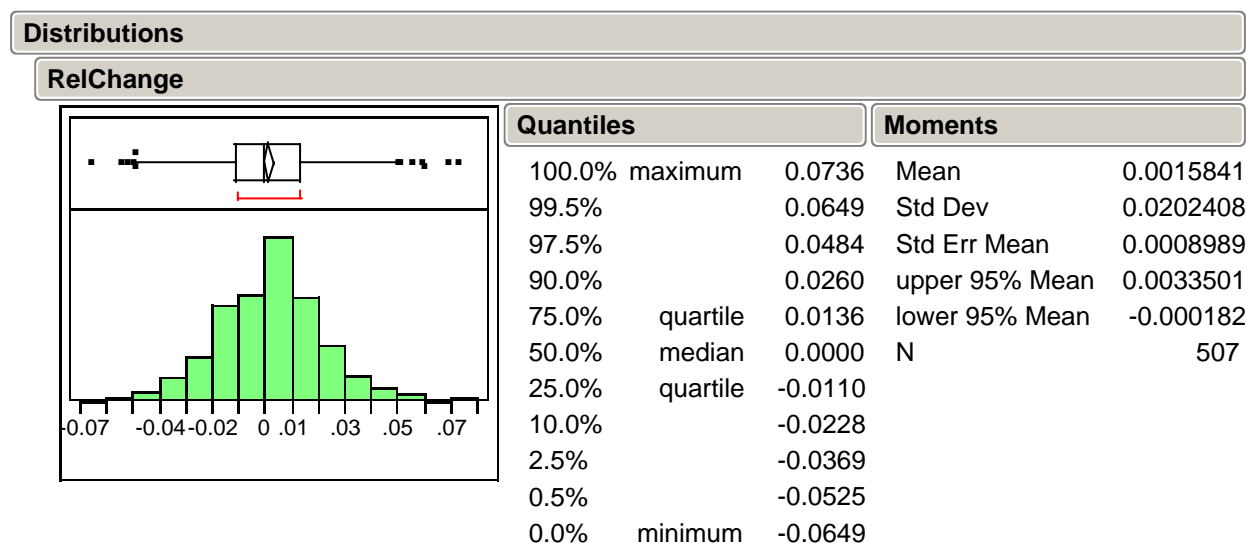 Distributions
RelChange
-0.07 -0.04 -0.02 0 .01 .03 .05 .07
Quantiles
100.0% maximum 0.0736
99.5% 0.0649
97.5% 0.0484
90.0% 0.0260
75.0% quartile 0.0136
50.0% median 0.0000
25.0% quartile -0.0110
10.0% -0.0228
2.5% -0.0369
0.5% -0.0525
0.0% minimum -0.0649
Moments
Mean 0.0015841
Std Dev 0.0202408
Std Err Mean 0.0008989
upper 95% Mean 0.0033501
lower 95% Mean -0.000182
N 507